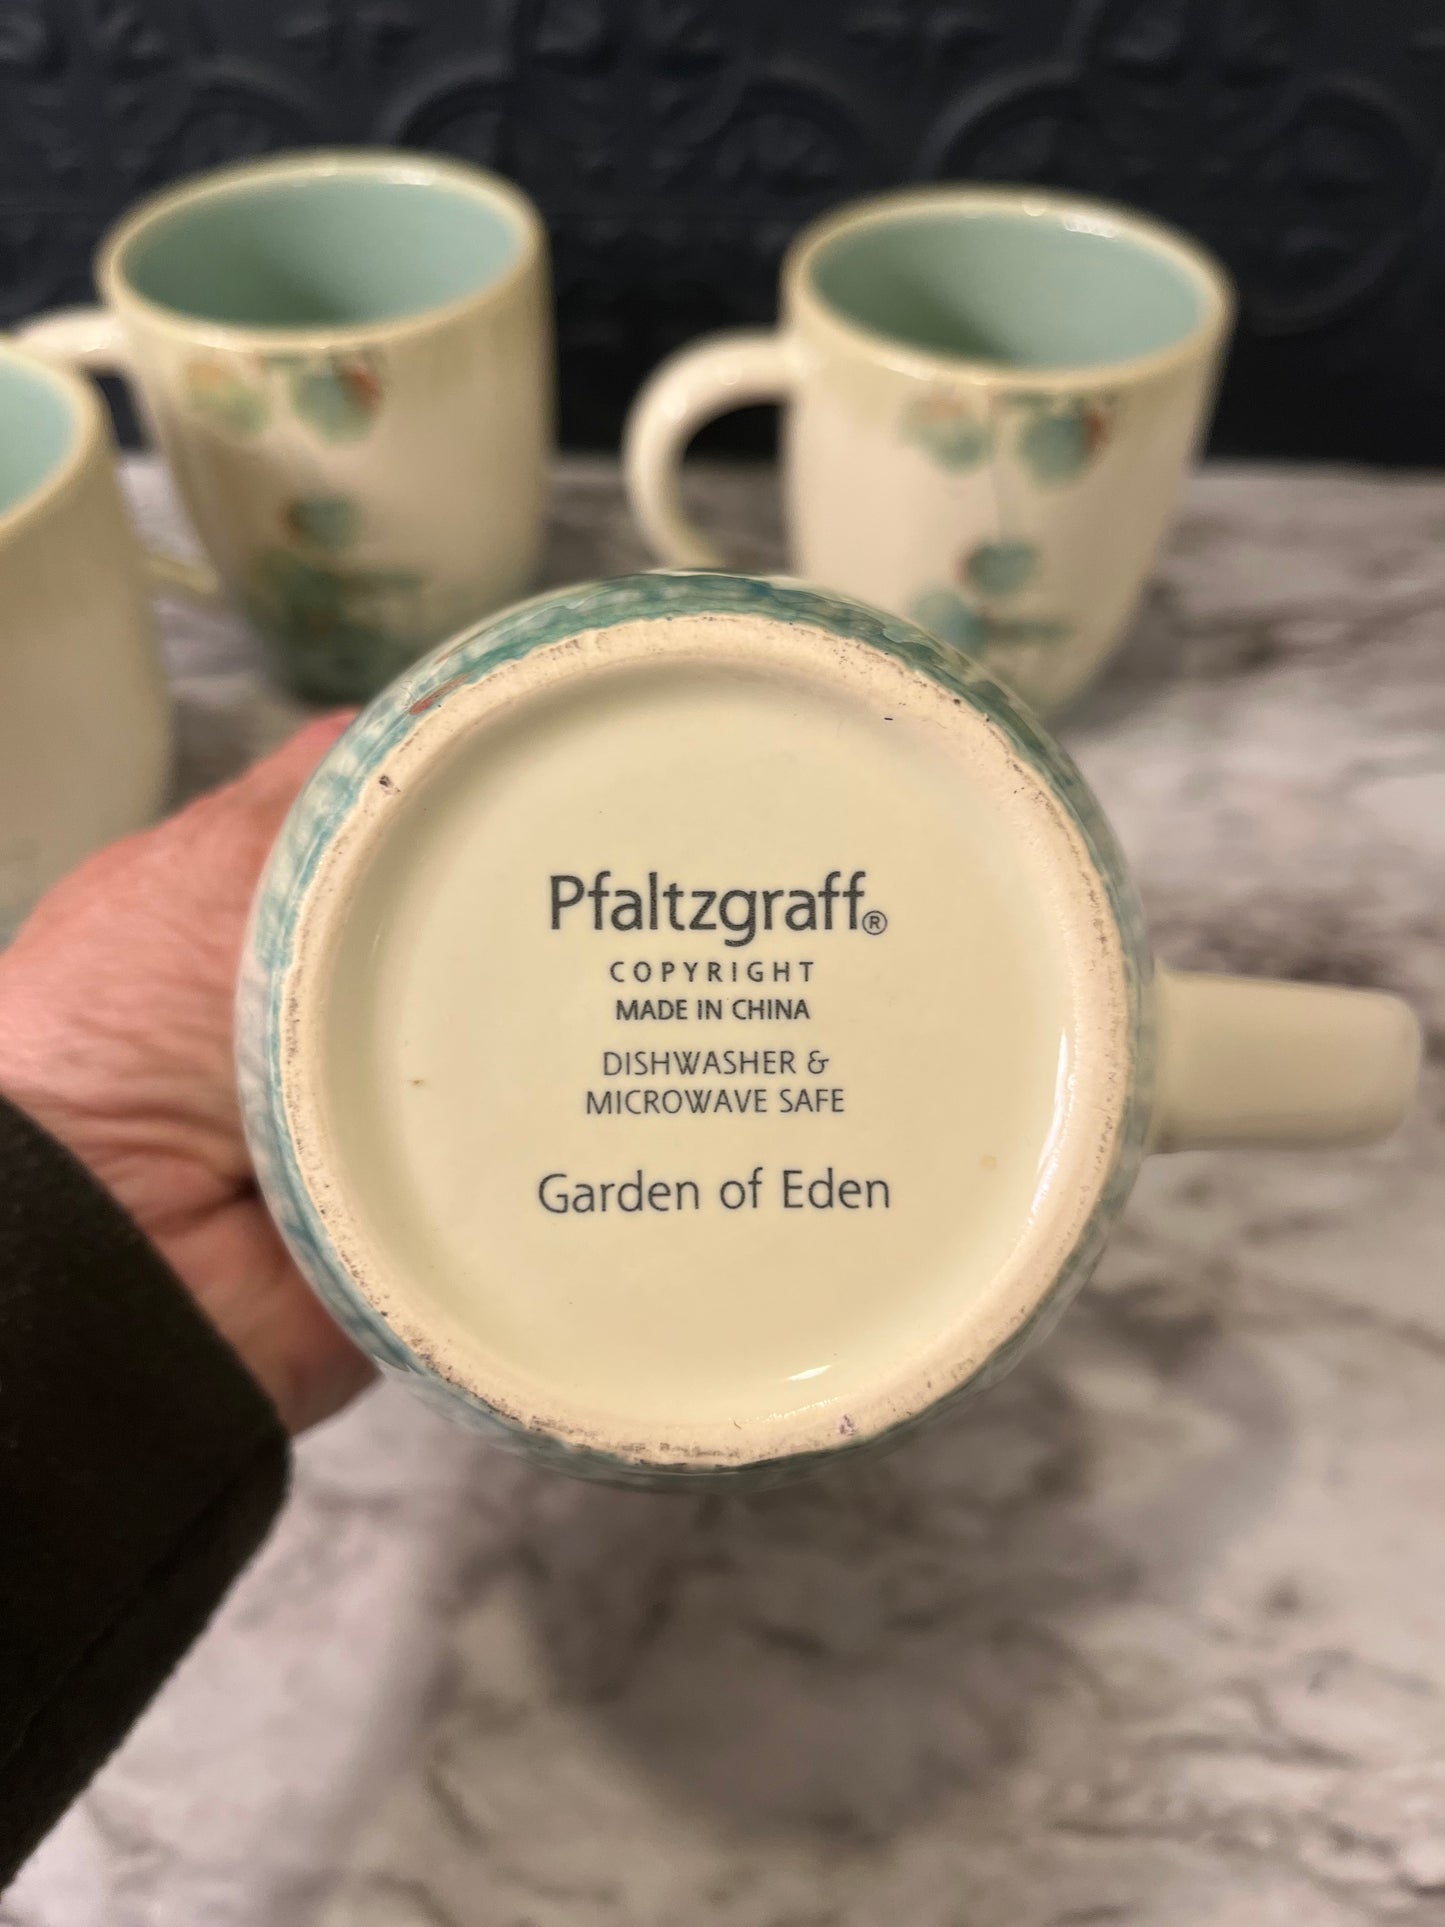 Pfaltzgraff®
COPYRIGHT
MADE IN CHINA
DISHWASHER &
MICROWAVE SAFE
Garden of Eden